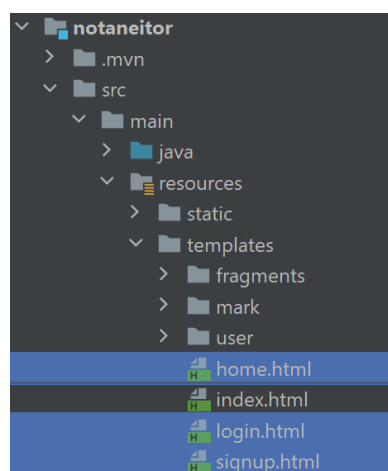 notaneitor
.mvn
src
main
java
resources
static
templates
fragments
mark
user
home.html
index.html
login.html
signup.html